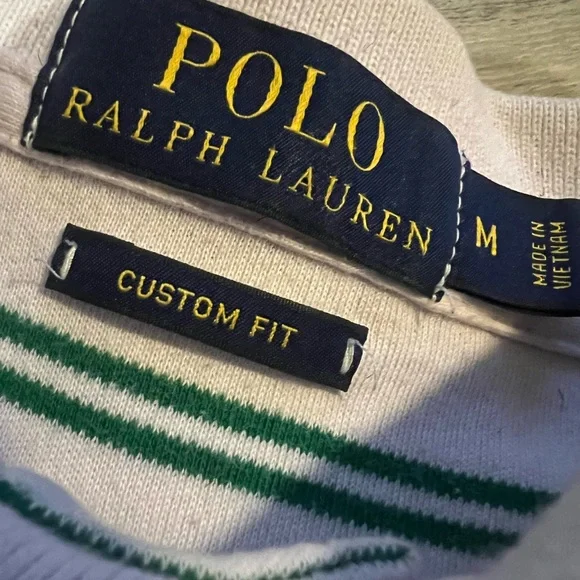 POLO
RALPH LAUREN
M
MADE IN
VIETNAM
CUSTOM FIT